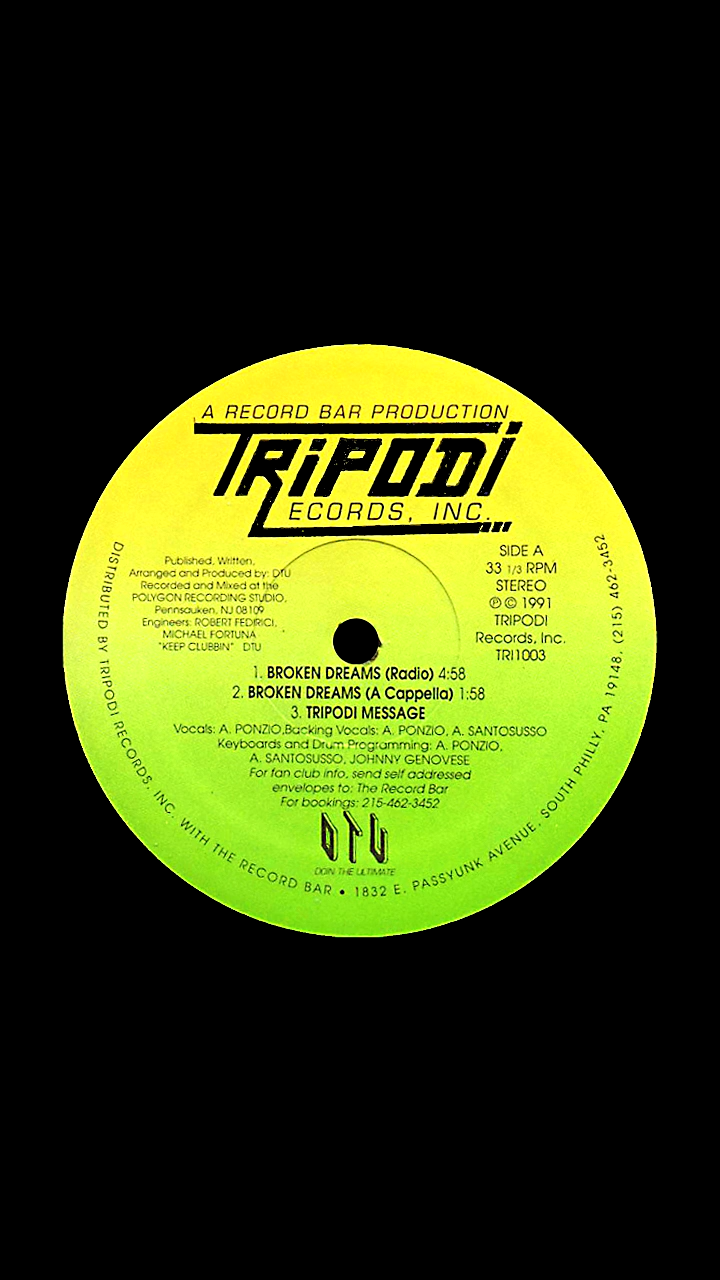 A RECORD BAR PRODUCTION
TRiPODi
RECORDS, INC.
Published, Written,
Arranged and Produced by: DTU
Recorded and Mixed at the
POLYGON RECORDING STUDIO,
Pennsauken, NJ 08109
Engineers: ROBERT FEDIRICI,
MICHAEL FORTUNA
"KEEP CLUBBIN" DTU
SIDE A
33 1/3 RPM
STEREO
℗ © 1991
TRIPODI
Records, Inc.
TRI1003
1. BROKEN DREAMS (Radio) 4:58
2. BROKEN DREAMS (A Cappella) 1:58
3. TRIPODI MESSAGE
Vocals: A. PONZIO,Backing Vocals: A. PONZIO, A. SANTOSUSSO
Keyboards and Drum Programming: A. PONZIO,
A. SANTOSUSSO, JOHNNY GENOVESE
For fan club info, send self addressed
envelopes to: The Record Bar
For bookings: 215-462-3452
DTU
DOIN THE ULTIMATE
DISTRIBUTED BY TRIPODI RECORDS, INC. WITH THE RECORD BAR • 1832 E. PASSYUNK AVENUE, SOUTH PHILLY, PA 19148, (215) 462-3452